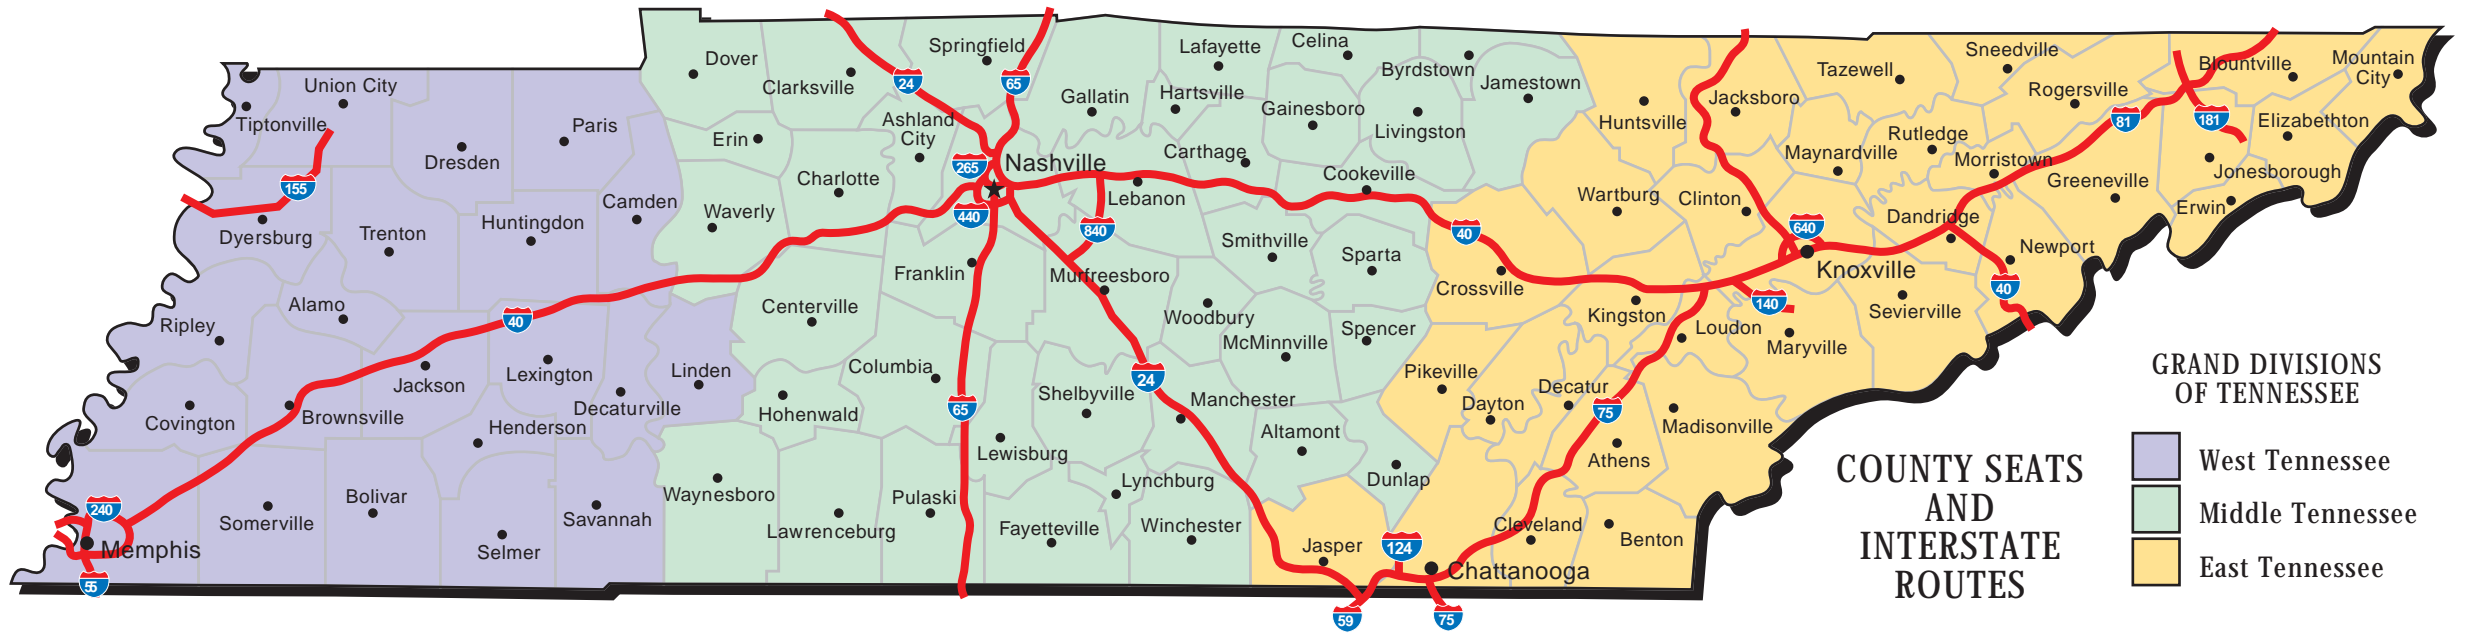 Dover
Clarksville
Springfield
24
65
Lafayette
Celina
Byrdstown
Jamestown
Tazewell
Sneedville
Blountville
Mountain
City
Union City
Tiptonville
Paris
Dresden
Erin
Ashland
City
Gallatin
Hartsville
Gainesboro
Livingston
Huntsville
Jacksboro
Rogersville
81
181
Elizabethton
155
Charlotte
265
Nashville
Carthage
Cookeville
Rutledge
Maynardville
Morristown
Greeneville
Jonesborough
Camden
Huntingdon
Waverly
440
Lebanon
840
Wartburg
Clinton
Dandridge
Erwin
Dyersburg
Trenton
Smithville
Sparta
40
640
Newport
Franklin
Murfreesboro
Crossville
Knoxville
40
Ripley
Alamo
40
Centerville
Woodbury
Spencer
McMinnville
Kingston
140
Loudon
Maryville
Sevierville
Jackson
Lexington
Linden
Columbia
24
Pikeville
GRAND DIVISIONS
OF TENNESSEE
Covington
Brownsville
Decaturville
Henderson
Hohenwald
65
Shelbyville
Manchester
Dayton
Decatur
75
Madisonville
Lewisburg
Altamont
Athens
West Tennessee
Waynesboro
Pulaski
Lynchburg
Dunlap
COUNTY SEATS
AND
INTERSTATE
ROUTES
240
Somerville
Bolivar
Savannah
Lawrenceburg
Fayetteville
Winchester
Cleveland
Benton
Middle Tennessee
Memphis
Selmer
Jasper
124
Chattanooga
East Tennessee
55
59
75